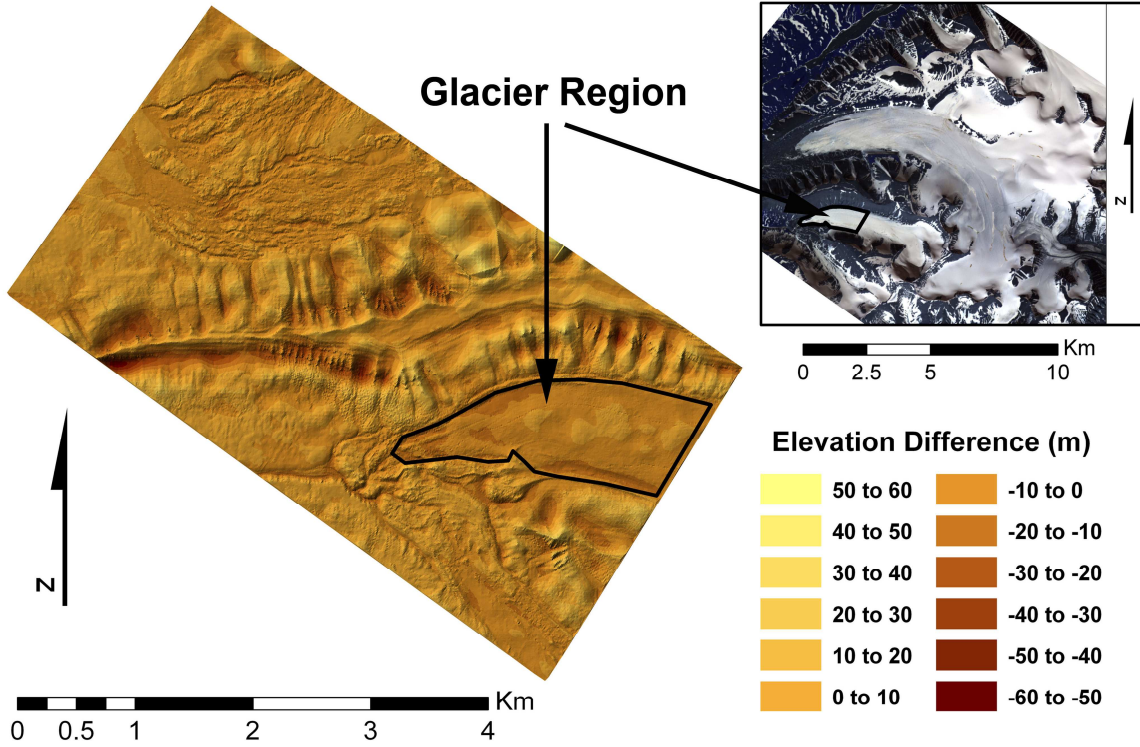 Glacier Region
N
Km
0 2.5 5 10
Elevation Difference (m)
50 to 60 -10 to 0
40 to 50 -20 to -10
30 to 40 -30 to -20
20 to 30 -40 to -30
10 to 20 -50 to -40
0 to 10 -60 to -50
N
Km
0 0.5 1 2 3 4